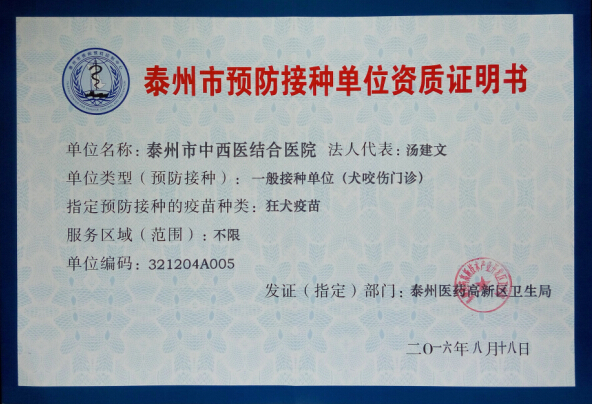 泰州市预防接种单位资质证明书
单位名称：泰州市中西医结合医院 法人代表：汤建文
单位类型（预防接种）：一般接种单位（犬咬伤门诊）
指定预防接种的疫苗种类：狂犬疫苗
服务区域（范围）：不限
单位编码：321204A005
发证（指定）部门：泰州医药高新区卫生局
二〇一六年八月十八日